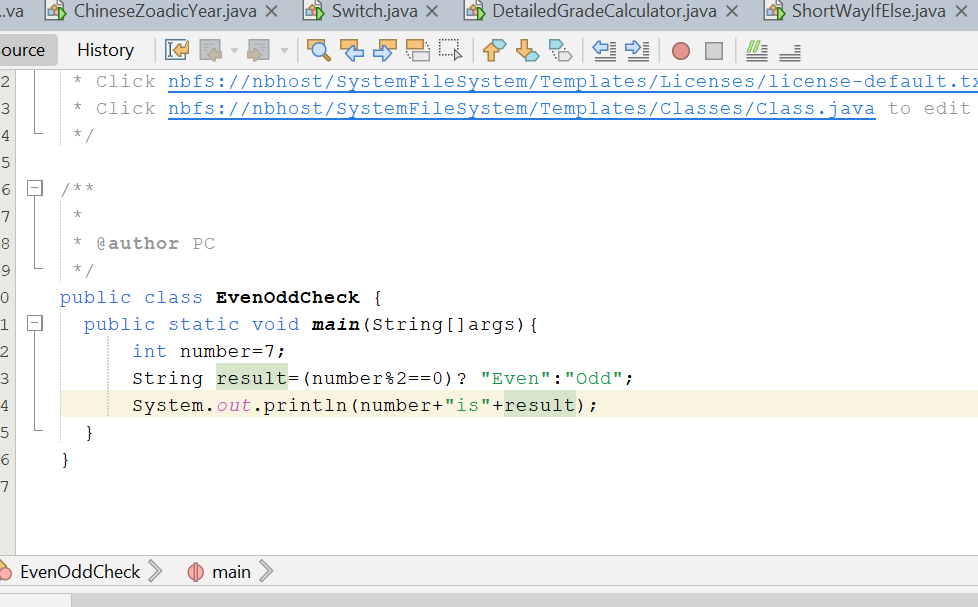 ..va ChineseZoadicYear.java Switch.java DetailedGradeCalculator.java ShortWayIfElse.java
ource History
2 * Click nbfs://nbhost/SystemFileSystem/Templates/Licenses/license-default.tx
3 * Click nbfs://nbhost/SystemFileSystem/Templates/Classes/Class.java to edit
4 */
5
6 /**
7 *
8 * @author PC
9 */
0 public class EvenOddCheck {
1 public static void main(String[]args){
2 int number=7;
3 String result=(number%2==0)? "Even":"Odd";
4 System.out.println(number+"is"+result);
5 }
6 }
7
EvenOddCheck main